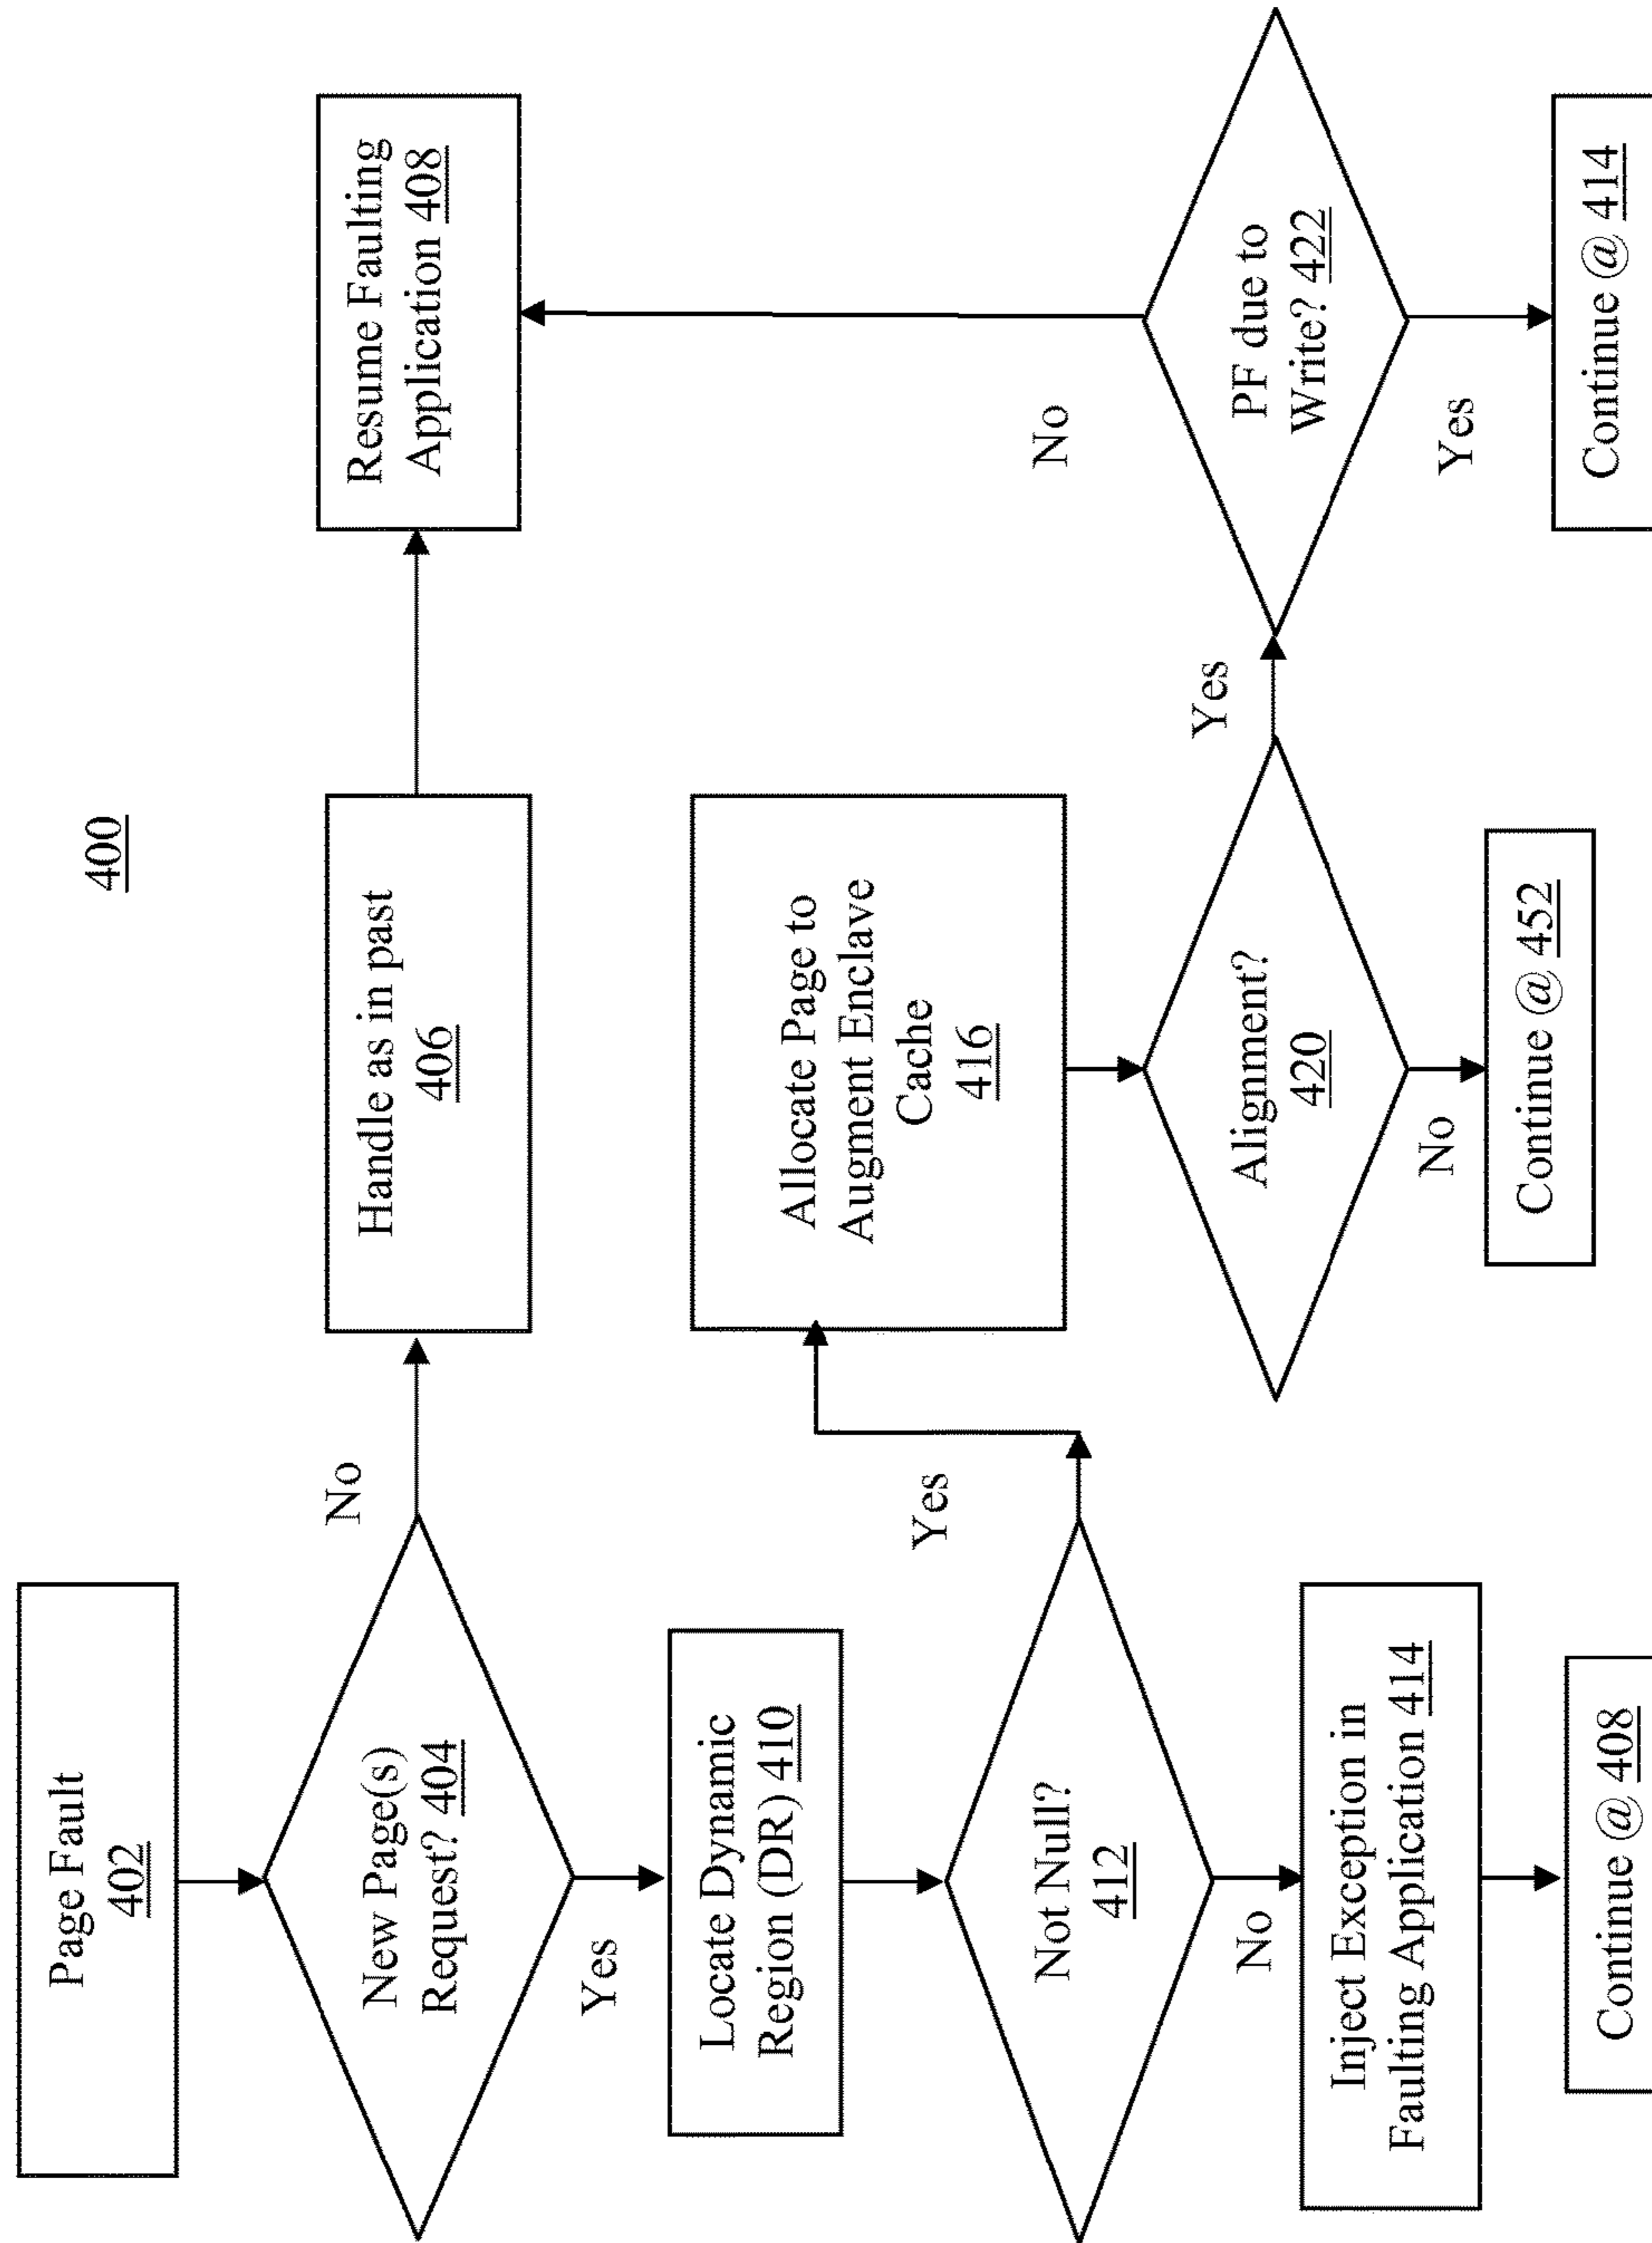 400
Page Fault
402
New Page(s)
Request? 404
No
Yes
Handle as in past
406
Resume Faulting
Application 408
Locate Dynamic
Region (DR) 410
Not Null?
412
Yes
No
Inject Exception in
Faulting Application 414
Continue @ 408
Allocate Page to
Augment Enclave
Cache
416
Alignment?
420
Yes
No
Continue @ 452
PF due to
Write? 422
No
Yes
Continue @ 414